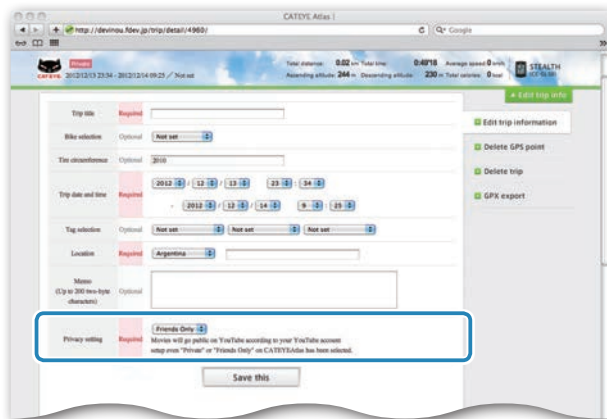 CATEYE Atlas |
http://devinou.fdev.jp/trip/detail/4960/
Google
Private
Total distance: 0.02 km Total time 0:40'18 Average speed 0 km/h
CATEYE 2012/12/13 23:34 - 2012/12/14 09:25 / Not set
Ascending altitude: 244 m Descending altitude: 230 m Total calories: 0 kcal
STEALTH
Edit trip info
Trip title Required
Edit trip information
Bike selection Optional Not set
Delete GPS point
Tire circumference Optional 2010
Delete trip
Trip date and time Required 2012 / 12 / 13 23 : 34
- 2012 / 12 / 14 9 : 25
GPX export
Tag selection Optional Not set Not set Not set
Location Required Argentina
Memo
(Up to 200 two-byte
characters)
Optional
Privacy setting Required Friends Only
Movies will go public on YouTube according to your YouTube account
setup even "Private" or "Friends Only" on CATEYEAtlas has been selected.
Save this